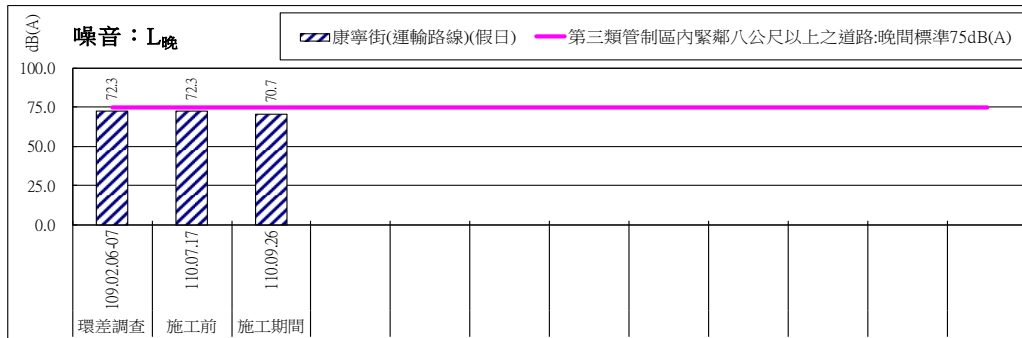 dB(A)
噪音：L晚
康寧街(運輸路線)(假日)
第三類管制區內緊鄰八公尺以上之道路:晚間標準75dB(A)
100.0
75.0
50.0
25.0
0.0
72.3
72.3
70.7
109.02.06-07
110.07.17
110.09.26
環差調查
施工前
施工期間